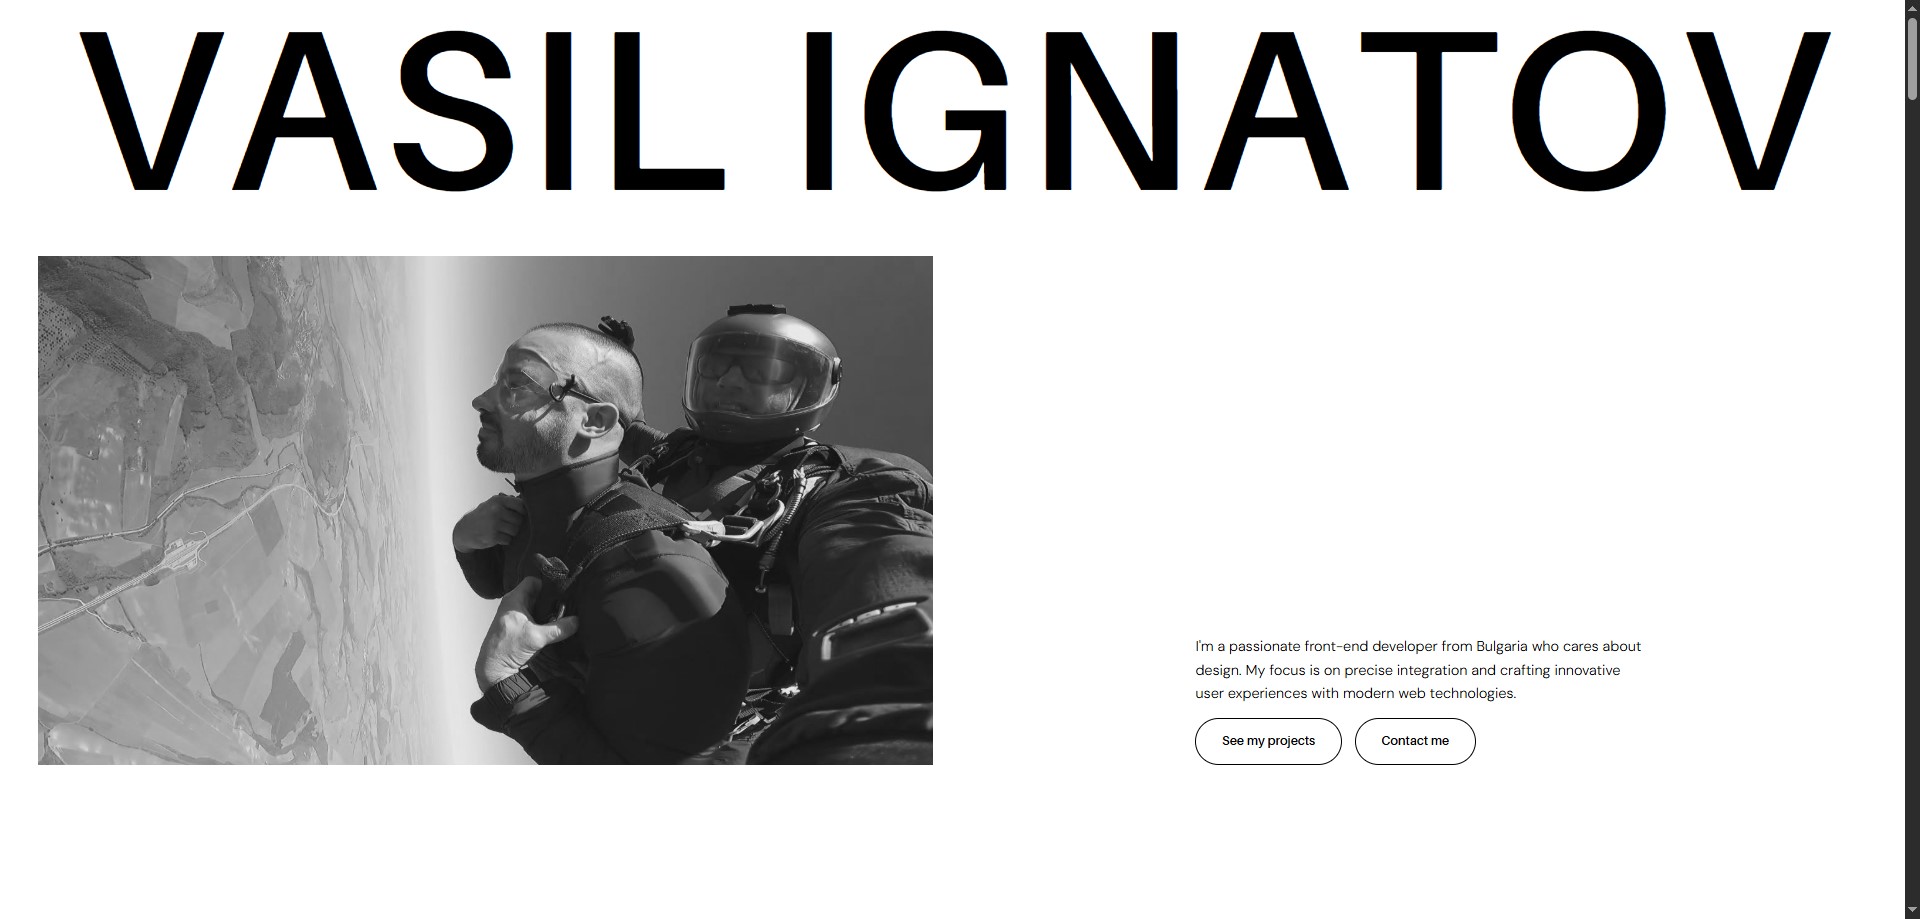 VASIL IGNATOV
I'm a passionate front-end developer from Bulgaria who cares about
design. My focus is on precise integration and crafting innovative
user experiences with modern web technologies.
See my projects
Contact me